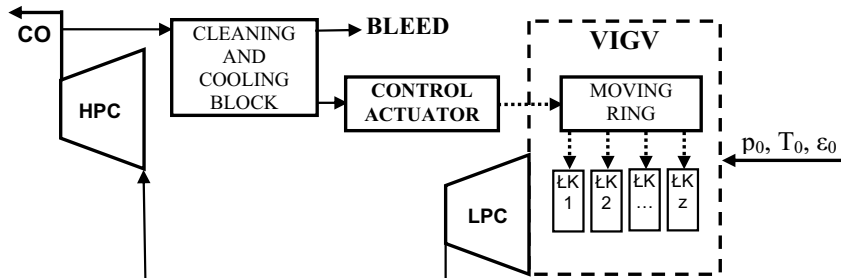 CO
CLEANING
AND
COOLING
BLOCK
BLEED
VIGV
HPC
CONTROL
ACTUATOR
MOVING
RING
p₀, T₀, ε₀
LPC
ŁK
1
ŁK
2
ŁK
...
ŁK
z